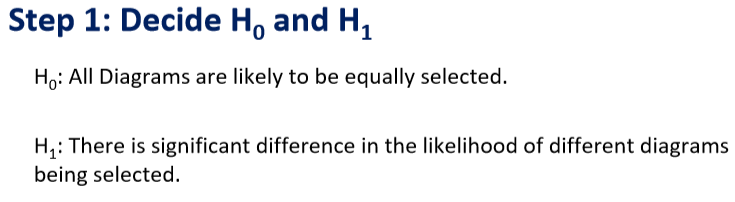 Step 1: Decide H₀ and H₁
H₀: All Diagrams are likely to be equally selected.
H₁: There is significant difference in the likelihood of different diagrams
being selected.